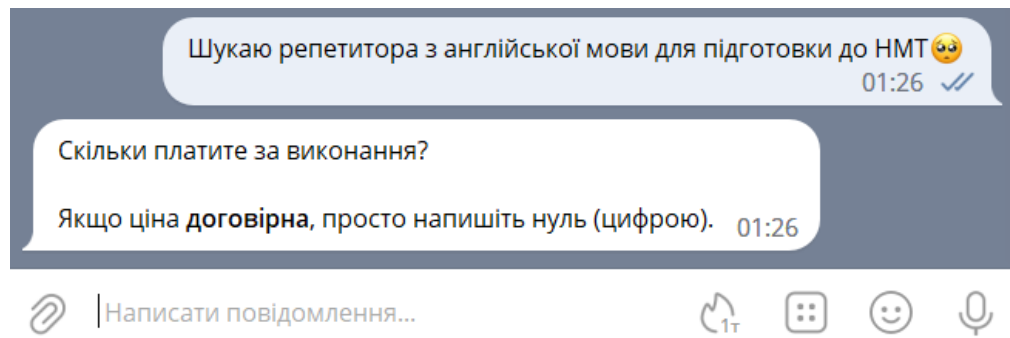 Шукаю репетитора з англійської мови для підготовки до НМТ🥺
01:26
Скільки платите за виконання?
Якщо ціна договірна, просто напишіть нуль (цифрою). 01:26
Написати повідомлення...
1т